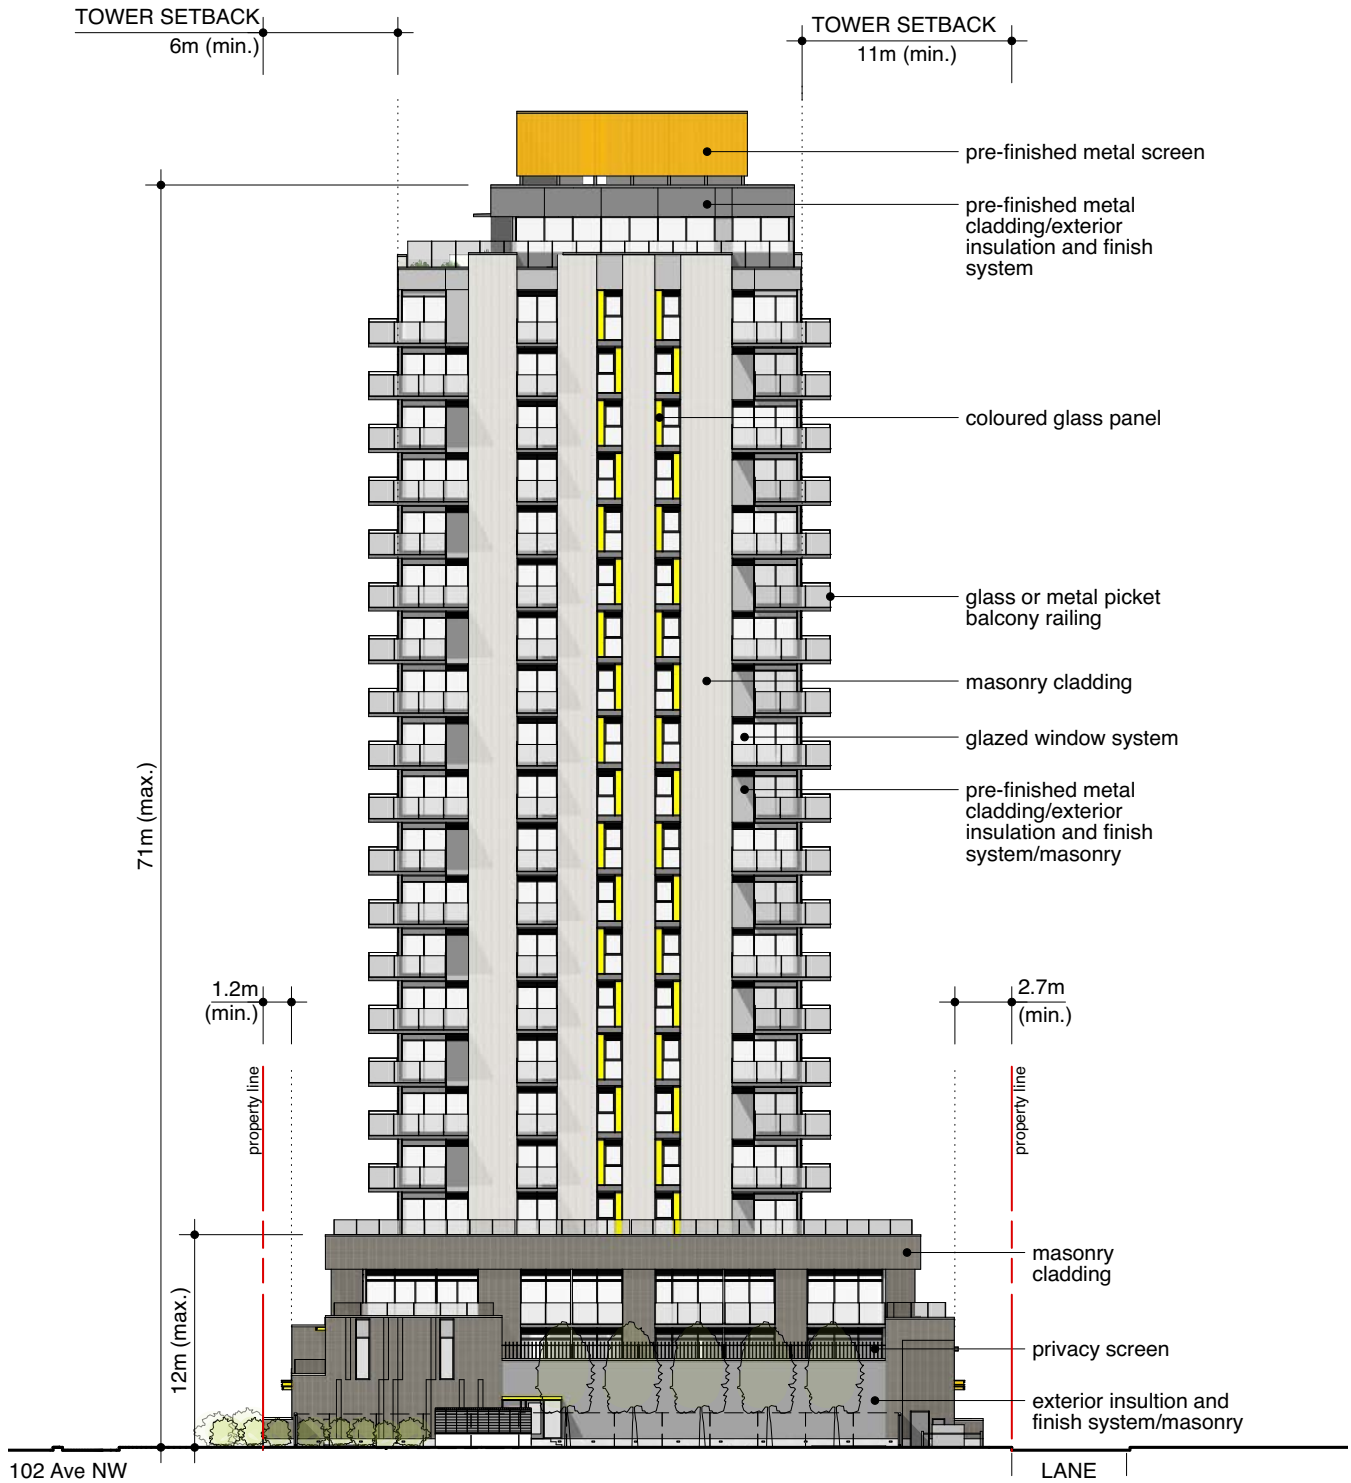 TOWER SETBACK
6m (min.)
TOWER SETBACK
11m (min.)
pre-finished metal screen
pre-finished metal
cladding/exterior
insulation and finish
system
coloured glass panel
glass or metal picket
balcony railing
masonry cladding
glazed window system
pre-finished metal
cladding/exterior
insulation and finish
system/masonry
71m (max.)
1.2m
(min.)
2.7m
(min.)
property line
property line
masonry
cladding
12m (max.)
privacy screen
exterior insultion and
finish system/masonry
102 Ave NW
LANE